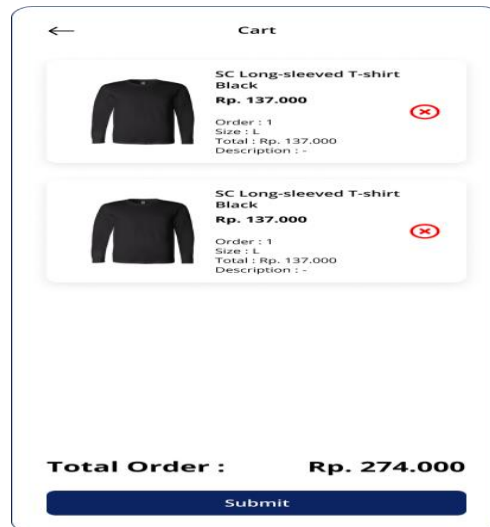 Cart
SC Long-sleeved T-shirt
Black
Rp. 137.000
Order : 1
Size : L
Total : Rp. 137.000
Description : -
SC Long-sleeved T-shirt
Black
Rp. 137.000
Order : 1
Size : L
Total : Rp. 137.000
Description : -
Total Order : Rp. 274.000
Submit